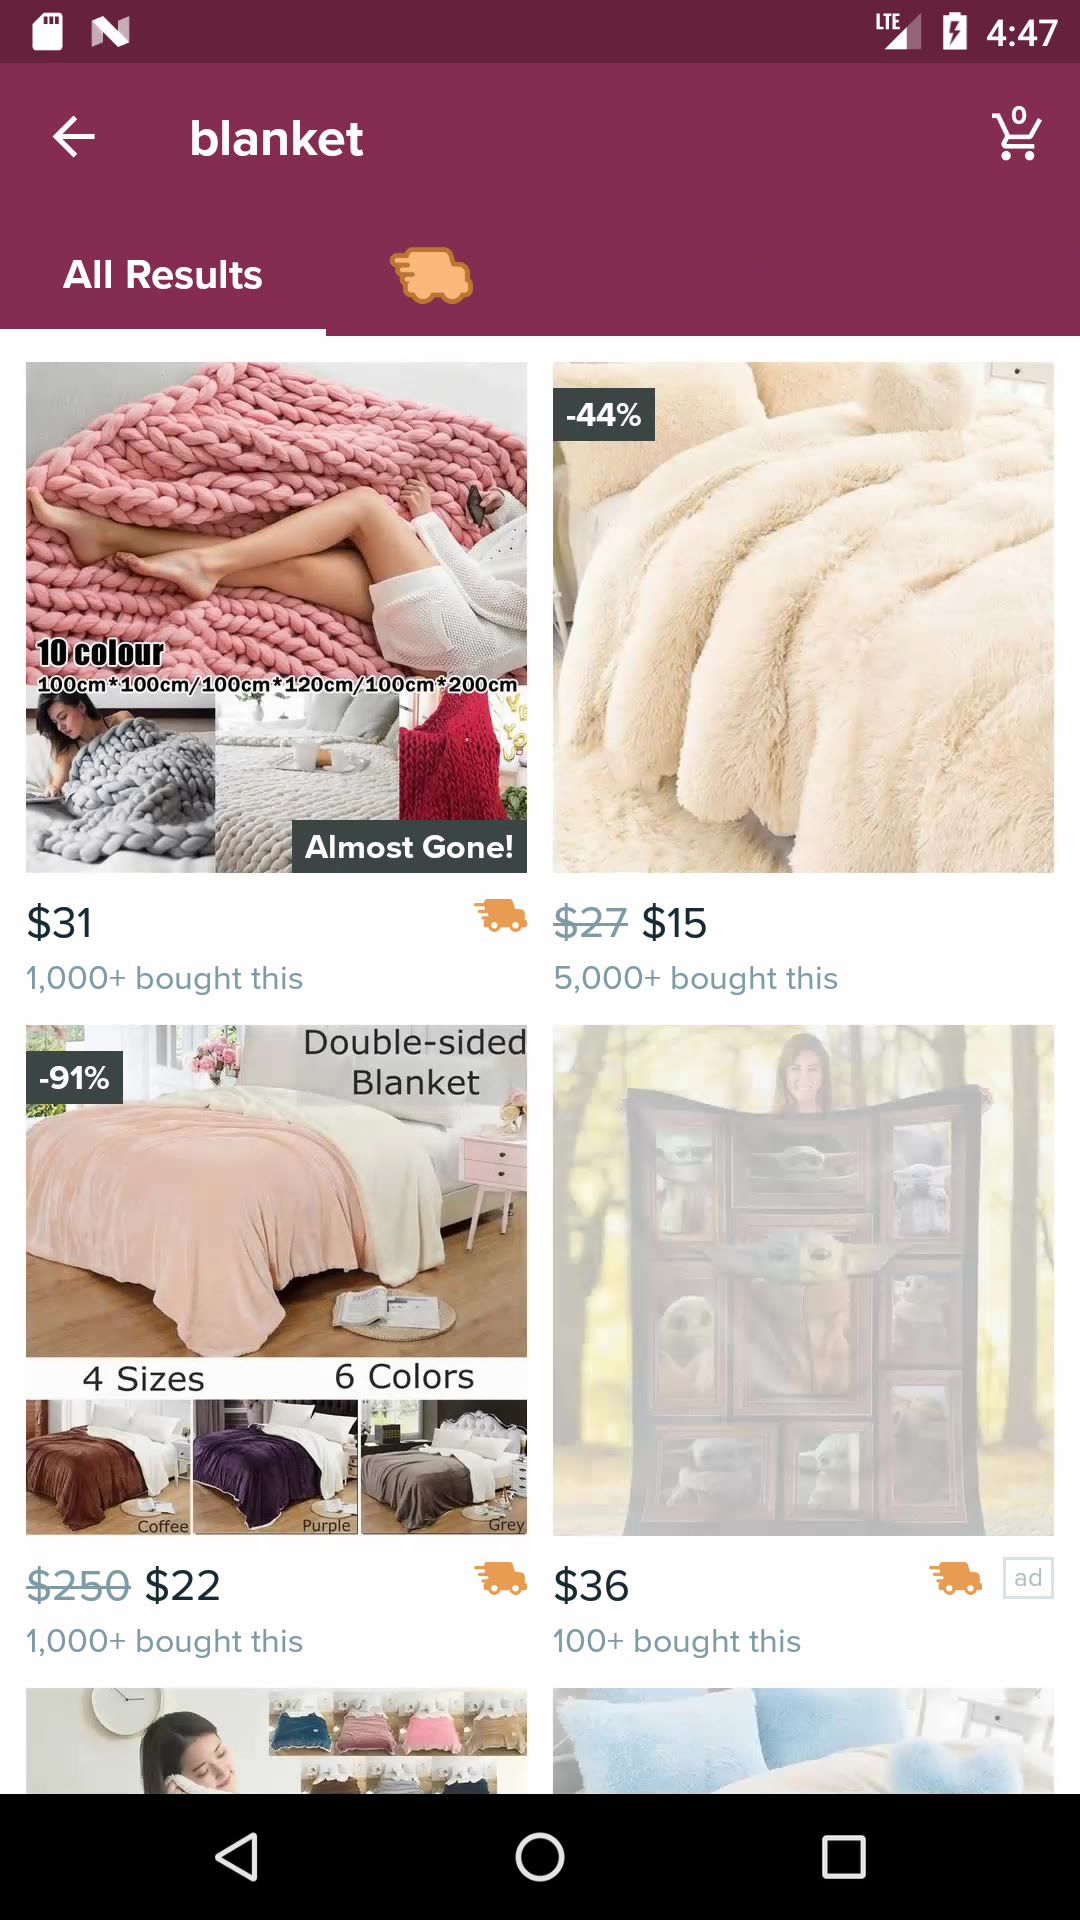 LTE
4:47
blanket
0
All Results
10 colour
100cm*100cm/100cm*120cm/100cm*200cm
Almost Gone!
-44%
$31
1,000+ bought this
$27 $15
5,000+ bought this
Double-sided
Blanket
-91%
4 Sizes 6 Colors
Coffee Purple Grey
$250 $22
1,000+ bought this
$36
ad
100+ bought this